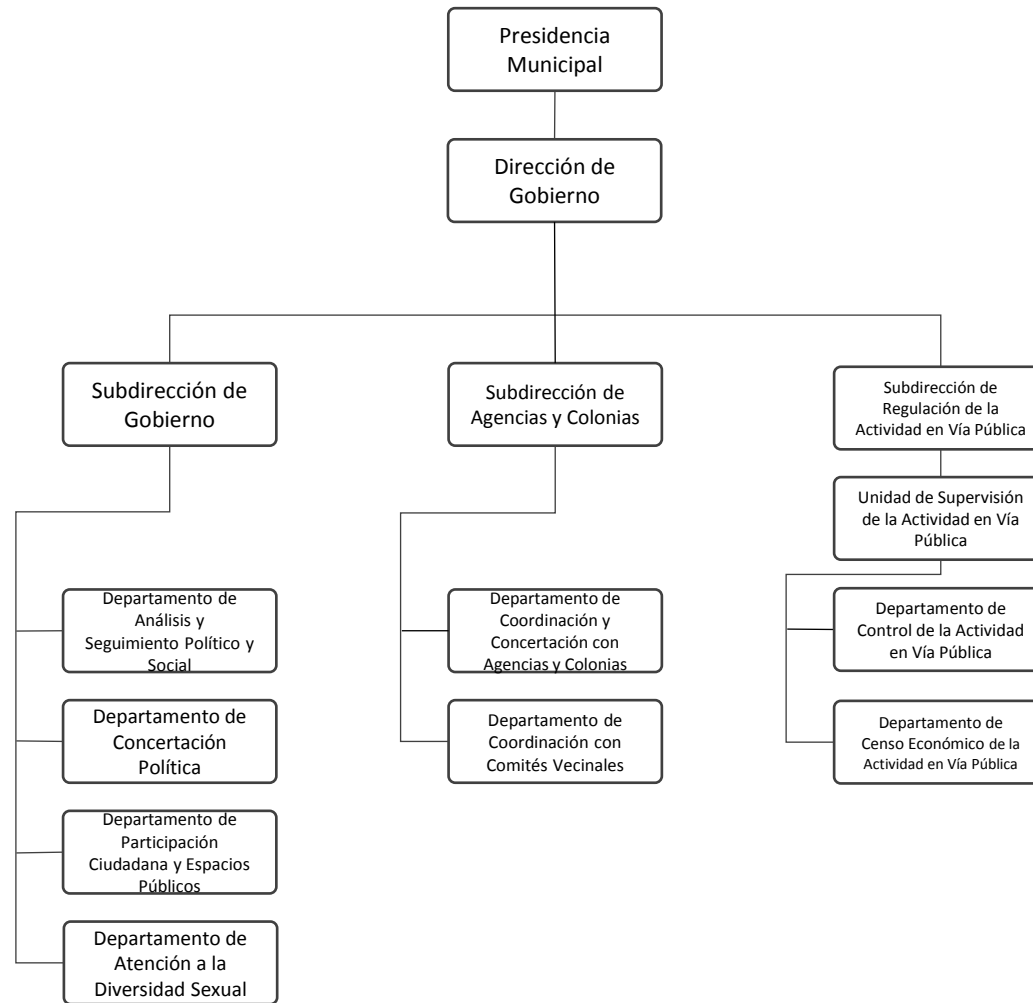 Presidencia
Municipal
Dirección de
Gobierno
Subdirección de
Gobierno
Subdirección de
Agencias y Colonias
Subdirección de
Regulación de la
Actividad en Vía Pública
Unidad de Supervisión
de la Actividad en Vía
Pública
Departamento de
Análisis y
Seguimiento Político y
Social
Departamento de
Concertación
Política
Departamento de
Participación
Ciudadana y Espacios
Públicos
Departamento de
Atención a la
Diversidad Sexual
Departamento de
Coordinación y
Concertación con
Agencias y Colonias
Departamento de
Coordinación con
Comités Vecinales
Departamento de
Control de la Actividad
en Vía Pública
Departamento de
Censo Económico de la
Actividad en Vía Pública